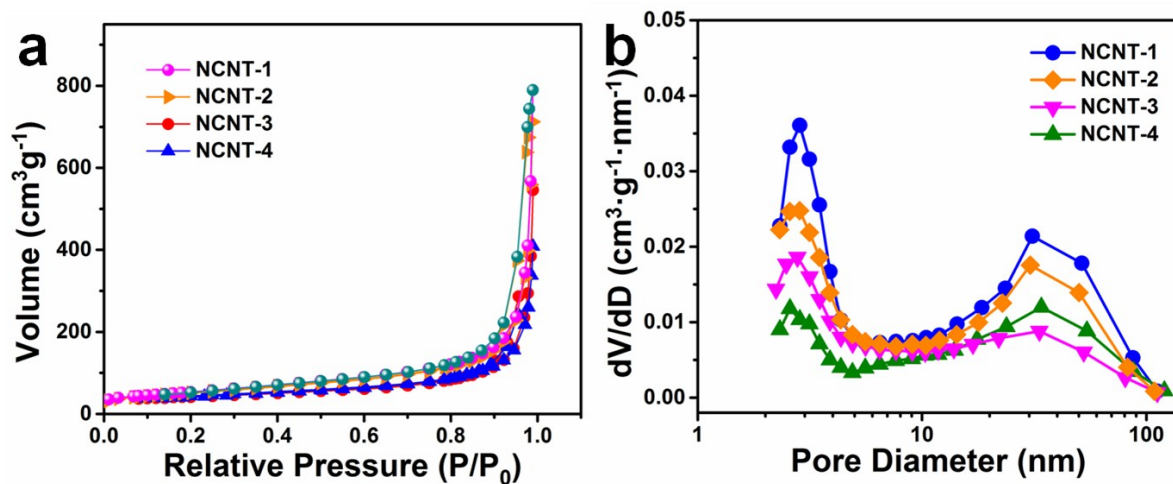 a
NCNT-1
NCNT-2
NCNT-3
NCNT-4
800
600
400
200
0
0.0
0.2
0.4
0.6
0.8
1.0
Volume (cm³g⁻¹)
Relative Pressure (P/P₀)
b
NCNT-1
NCNT-2
NCNT-3
NCNT-4
0.05
0.04
0.03
0.02
0.01
0.00
1
10
100
dV/dD (cm³·g⁻¹·nm⁻¹)
Pore Diameter (nm)